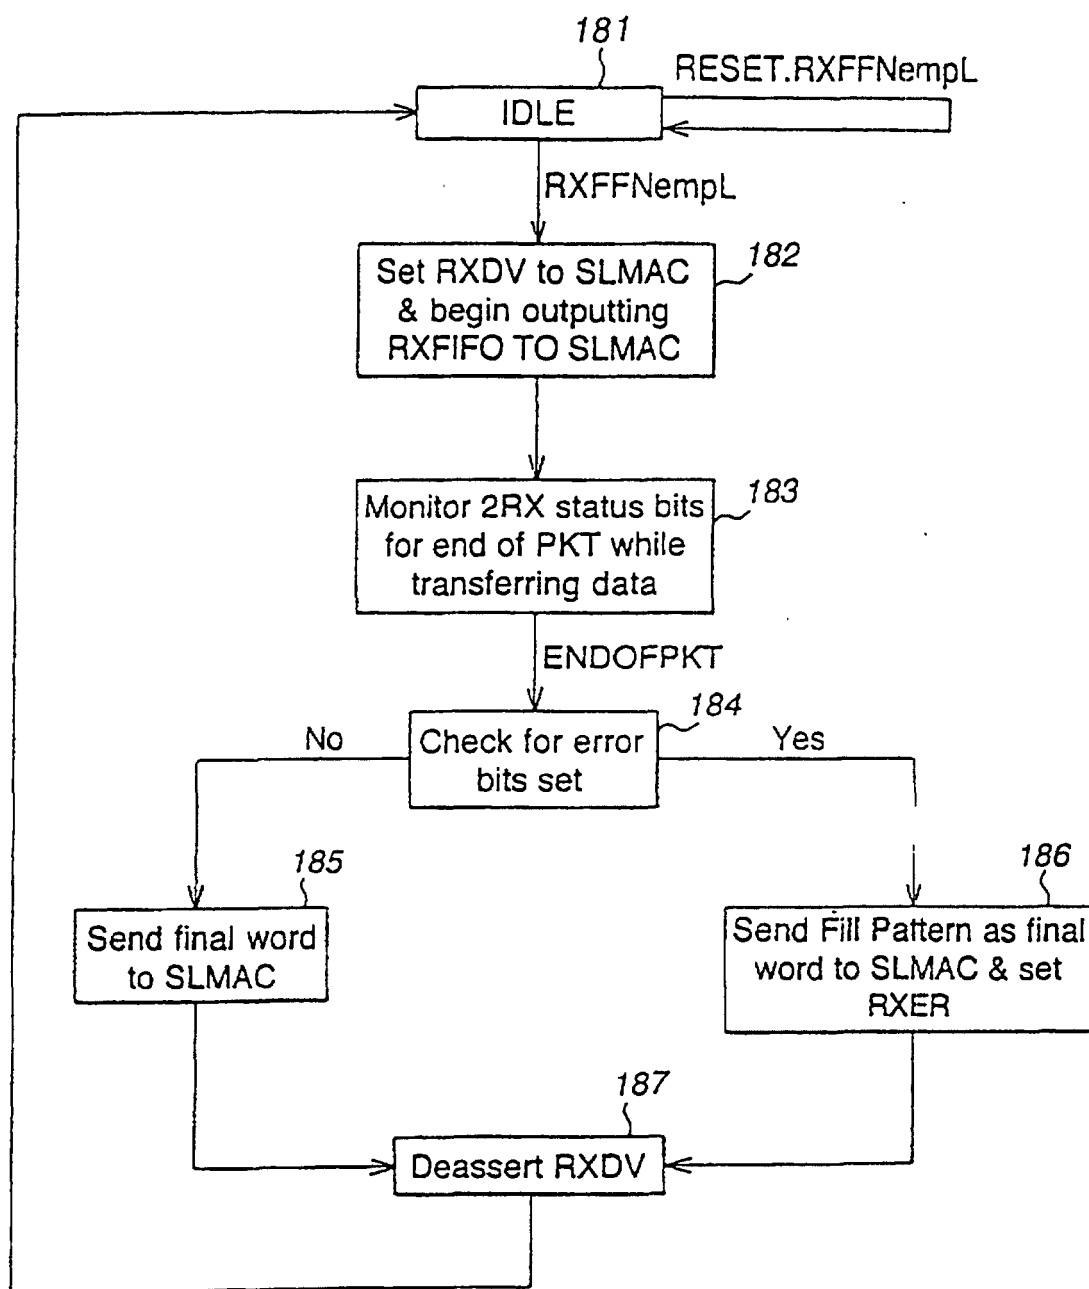 181
RESET.RXFFNempL
IDLE
RXFFNempL
182
Set RXDV to SLMAC
& begin outputting
RXFIFO TO SLMAC
183
Monitor 2RX status bits
for end of PKT while
transferring data
ENDOFPKT
184
No
Check for error
bits set
Yes
185
Send final word
to SLMAC
186
Send Fill Pattern as final
word to SLMAC & set
RXER
187
Deassert RXDV